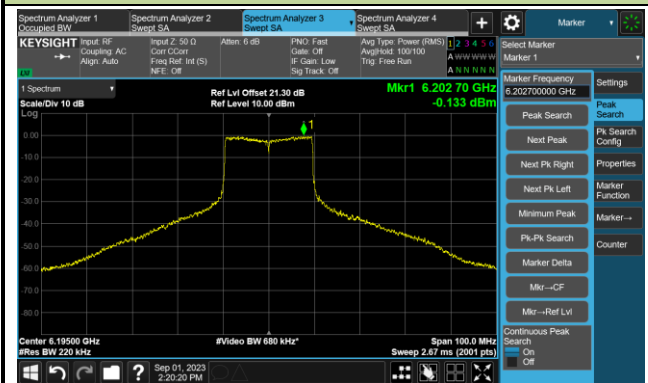 Spectrum Analyzer 1
Occupied BW
Spectrum Analyzer 2
Swept SA
Spectrum Analyzer 3
Swept SA
Spectrum Analyzer 4
Swept SA
+
Marker
KEYSIGHT
Input: RF
Coupling: AC
Align: Auto
Input Z: 50 Ω
Corr CCorr
Freq Ref: Int (S)
NFE: Off
Atten: 6 dB
PNO: Fast
Gate: Off
IF Gain: Low
Sig Track: Off
Avg Type: Power (RMS)
Avg|Hold: 100/100
Trig: Free Run
1 2 3 4 5 6
A W W W W W
A N N N N N
Select Marker
Marker 1
1 Spectrum
Scale/Div 10 dB
Log
Ref Lvl Offset 21.30 dB
Ref Level 10.00 dBm
Mkr1 6.202 70 GHz
-0.133 dBm
1
0.00
-10.0
-20.0
-30.0
-40.0
-50.0
-60.0
-70.0
-80.0
Center 6.19500 GHz
#Res BW 220 kHz
#Video BW 680 kHz*
Span 100.0 MHz
Sweep 2.67 ms (2001 pts)
Marker Frequency
6.202700000 GHz
Peak Search
Next Peak
Next Pk Right
Next Pk Left
Minimum Peak
Pk-Pk Search
Marker Delta
Mkr→CF
Mkr→Ref Lvl
Continuous Peak
Search
On
Off
Settings
Peak
Search
Pk Search
Config
Properties
Marker
Function
Marker→
Counter
?
Sep 01, 2023
2:20:20 PM